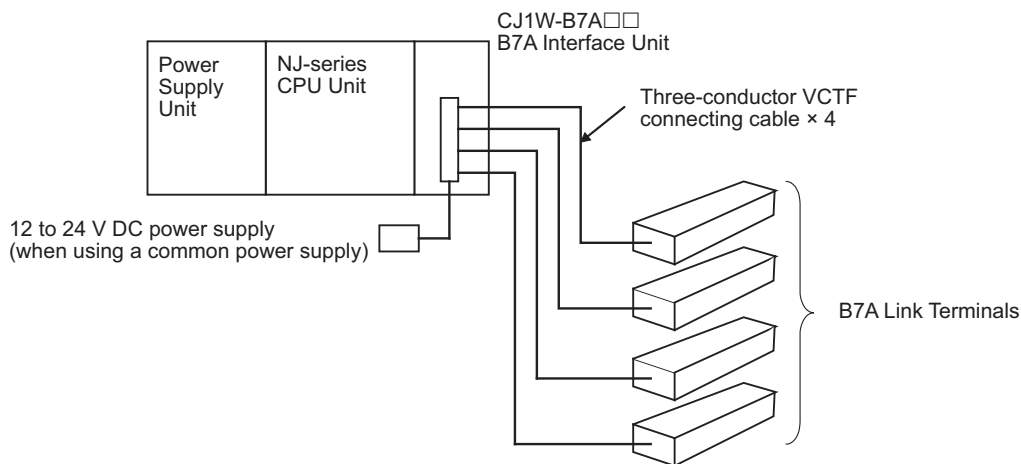 CJ1W-B7A□□
B7A Interface Unit
Power
Supply
Unit
NJ-series
CPU Unit
Three-conductor VCTF
connecting cable × 4
12 to 24 V DC power supply
(when using a common power supply)
B7A Link Terminals